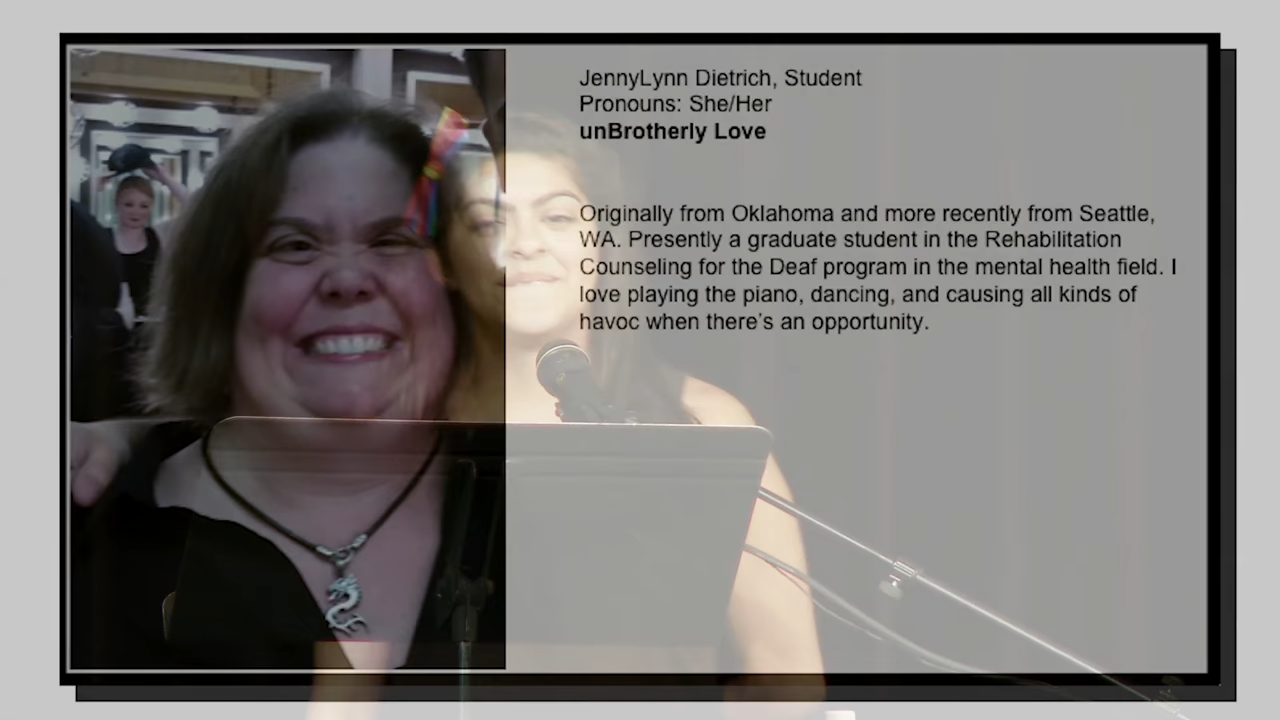 JennyLynn Dietrich, Student
Pronouns: She/Her
unBrotherly Love
Originally from Oklahoma and more recently from Seattle,
WA. Presently a graduate student in the Rehabilitation
Counseling for the Deaf program in the mental health field. I
love playing the piano, dancing, and causing all kinds of
havoc when there's an opportunity.